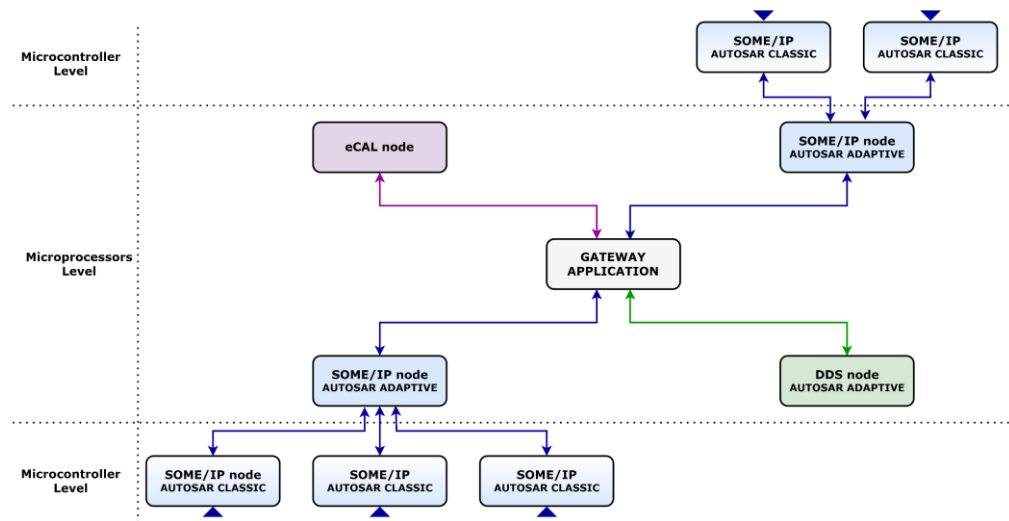 Microcontroller
Level
SOME/IP
AUTOSAR CLASSIC
SOME/IP
AUTOSAR CLASSIC
eCAL node
SOME/IP node
AUTOSAR ADAPTIVE
Microprocessors
Level
GATEWAY
APPLICATION
SOME/IP node
AUTOSAR ADAPTIVE
DDS node
AUTOSAR ADAPTIVE
Microcontroller
Level
SOME/IP node
AUTOSAR CLASSIC
SOME/IP
AUTOSAR CLASSIC
SOME/IP
AUTOSAR CLASSIC